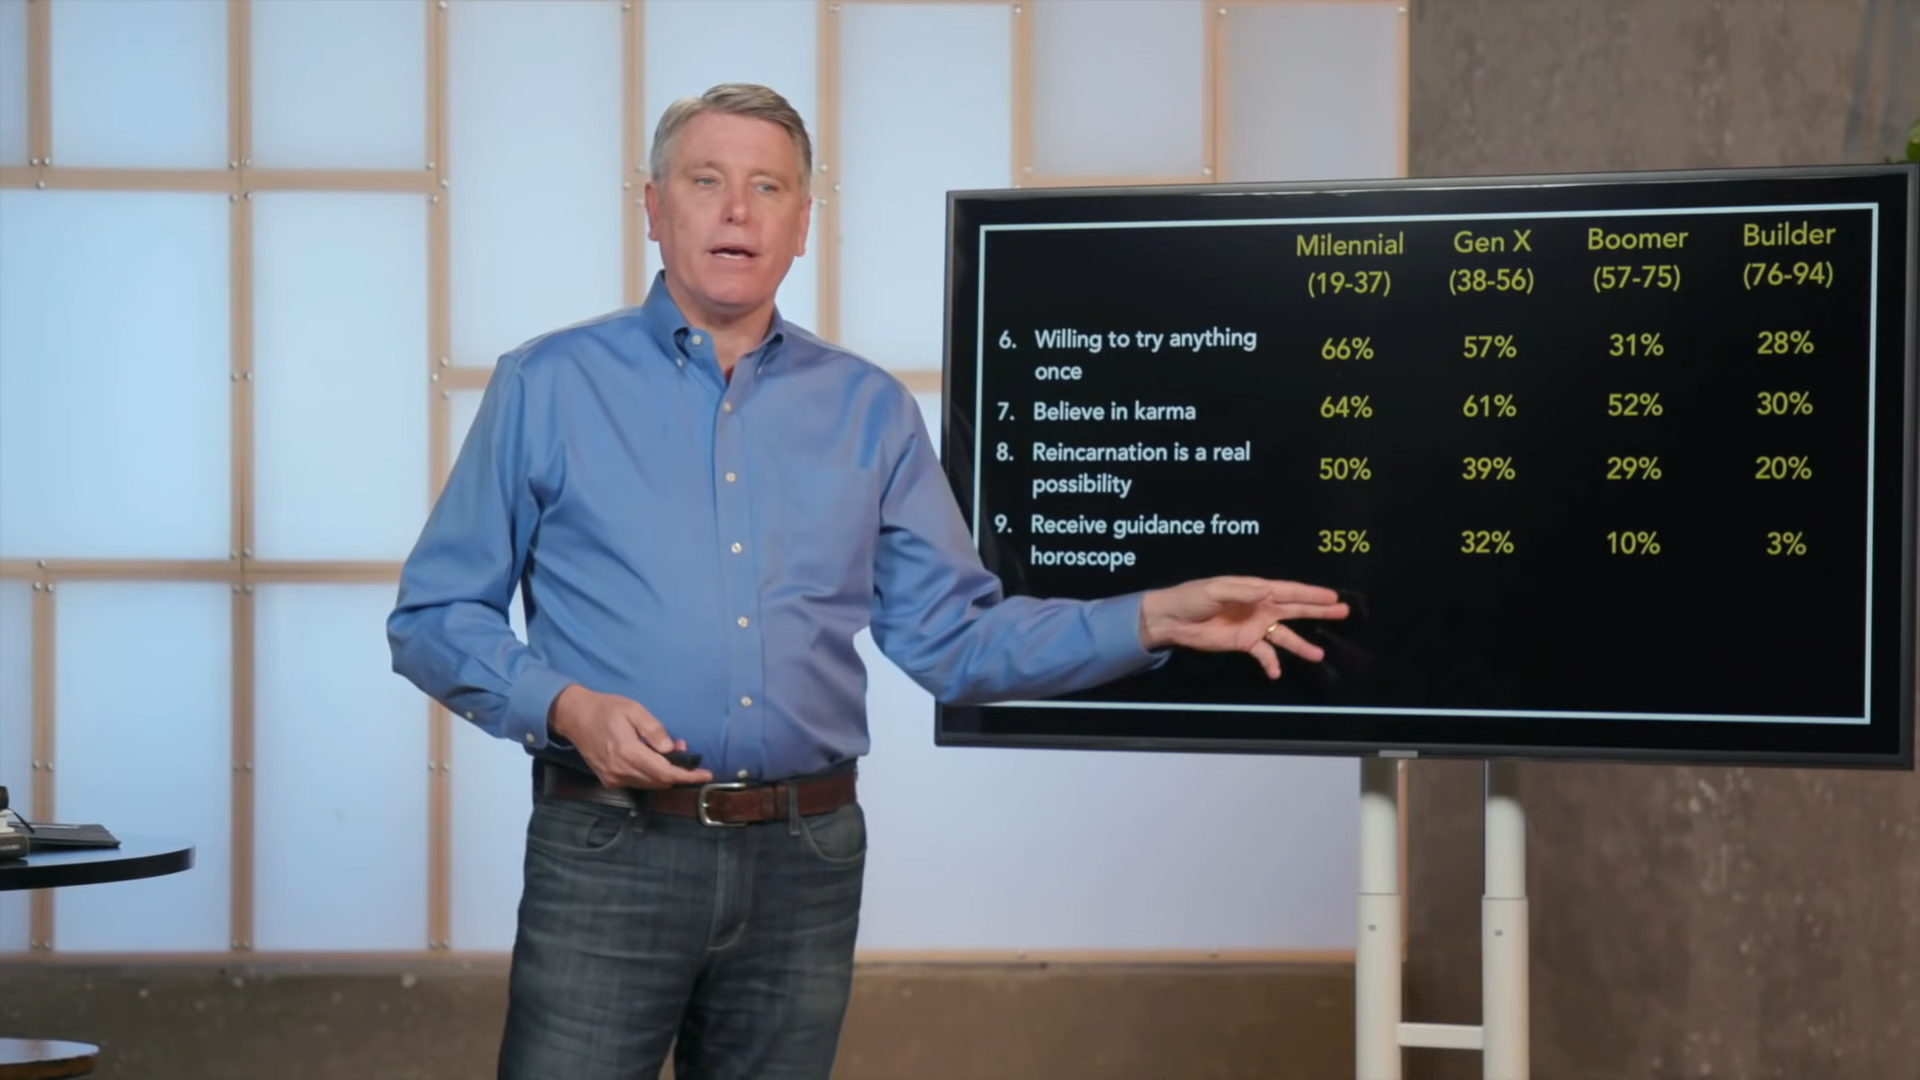 Milennial Gen X Boomer Builder
(19-37) (38-56) (57-75) (76-94)
6. Willing to try anything 66% 57% 31% 28%
once
7. Believe in karma 64% 61% 52% 30%
8. Reincarnation is a real 50% 39% 29% 20%
possibility
9. Receive guidance from 35% 32% 10% 3%
horoscope